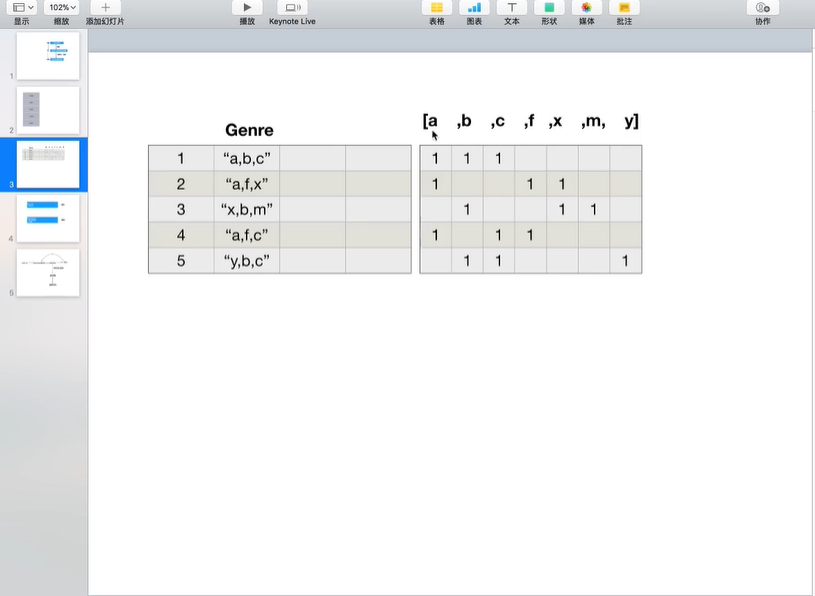 102%
显示 缩放 添加幻灯片 播放 Keynote Live 表格 图表 文本 形状 媒体 批注 协作
1
2
3
4
5
Genre
[a ,b ,c ,f ,x ,m, y]
1 “a,b,c” 1 1 1
2 “a,f,x” 1 1 1
3 “x,b,m” 1 1 1
4 “a,f,c” 1 1 1
5 “y,b,c” 1 1 1